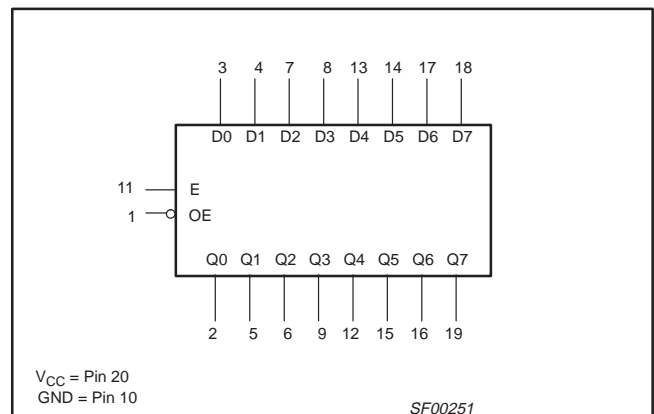 3 4 7 8 13 14 17 18
D0 D1 D2 D3 D4 D5 D6 D7
11 E
1 OE
Q0 Q1 Q2 Q3 Q4 Q5 Q6 Q7
2 5 6 9 12 15 16 19
VCC = Pin 20
GND = Pin 10
SF00251